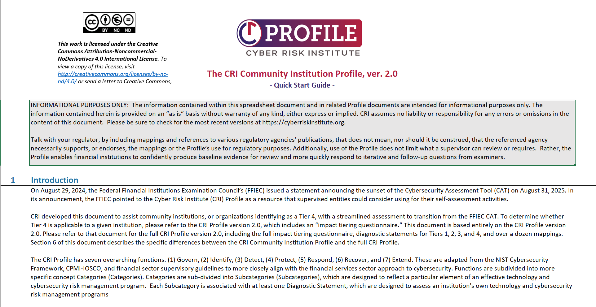 This work is licensed under the Creative
Commons Attribution-Noncommercial-
NoDerivatives 4.0 International License. To
view a copy of this license, visit
http://creativecommons.org/licenses/by-nc-
nd/4.0/ or send a letter to Creative Commons,
PROFILE
CYBER RISK INSTITUTE
The CRI Community Institution Profile, ver. 2.0
- Quick Start Guide -
INFORMATIONAL PURPOSES ONLY: The information contained within this spreadsheet document and in related Profile documents are intended for informational purposes only. The
information contained herein is provided on an "as is" basis without warranty of any kind, either express or implied. CRI assumes no liability or responsibility for any errors or omissions in the
content of this document. Please be sure to check for the most recent versions at https://cyberriskinstitute.org.
Talk with your regulator, by including mappings and references to various regulatory agencies' publications, that does not mean, nor should it be construed, that the referenced agency
necessarily supports, or endorses, the mappings or the Profile's use for regulatory purposes. Additionally, use of the Profile does not limit what a supervisor can review or requires. Rather, the
Profile enables financial institutions to confidently produce baseline evidence for review and more quickly respond to iterative and follow-up questions from examiners.
1 Introduction
On August 29, 2024, the Federal Financial Institutions Examination Council's (FFIEC) issued a statement announcing the sunset of the Cybersecurity Assessment Tool (CAT) on August 31, 2025. In
its announcement, the FFIEC pointed to the Cyber Risk Institute (CRI) Profile as a resource that supervised entities could consider using for their self-assessment activities.
CRI developed this document to assist community institutions, or organizations identifying as a Tier 4, with a streamlined assessment to transition from the FFIEC CAT. To determine whether
Tier 4 is applicable to a given institution, please refer to the CRI Profile version 2.0, which includes an "impact tiering questionnaire." This document is based entirely on the CRI Profile version
2.0. Please refer to that document for the full CRI Profile version 2.0, including the full impact tiering questionnaire, diagnostic statements for Tiers 1, 2, 3, and 4, and over a dozen mappings.
Section 6 of this document describes the specific differences between the CRI Community Institution Profile and the full CRI Profile.
The CRI Profile has seven overarching functions: (1) Govern, (2) Identify, (3) Detect, (4) Protect, (5) Respond, (6) Recover, and (7) Extend. These are adapted from the NIST Cybersecurity
Framework, CPMI-IOSCO, and financial sector supervisory guidelines to more closely align with the financial services sector approach to cybersecurity. Functions are subdivided into more
specific concept Categories (Categories). Categories are sub-divided into Subcategories (Subcategories), which are designed to reflect a particular element of an effective technology and
cybersecurity risk management program. Each Subcategory is associated with at least one Diagnostic Statement, which are designed to assess an institution's own technology and cybersecurity
risk management programs